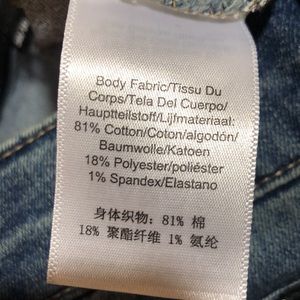 Body Fabric/Tissu Du
Corps/Tela Del Cuerpo/
Hauptteilstoff/Lijfmateriaal:
81% Cotton/Coton/algodón/
Baumwolle/Katoen
18% Polyester/poliéster
1% Spandex/Elastano
身体织物：81% 棉
18% 聚酯纤维 1% 氨纶